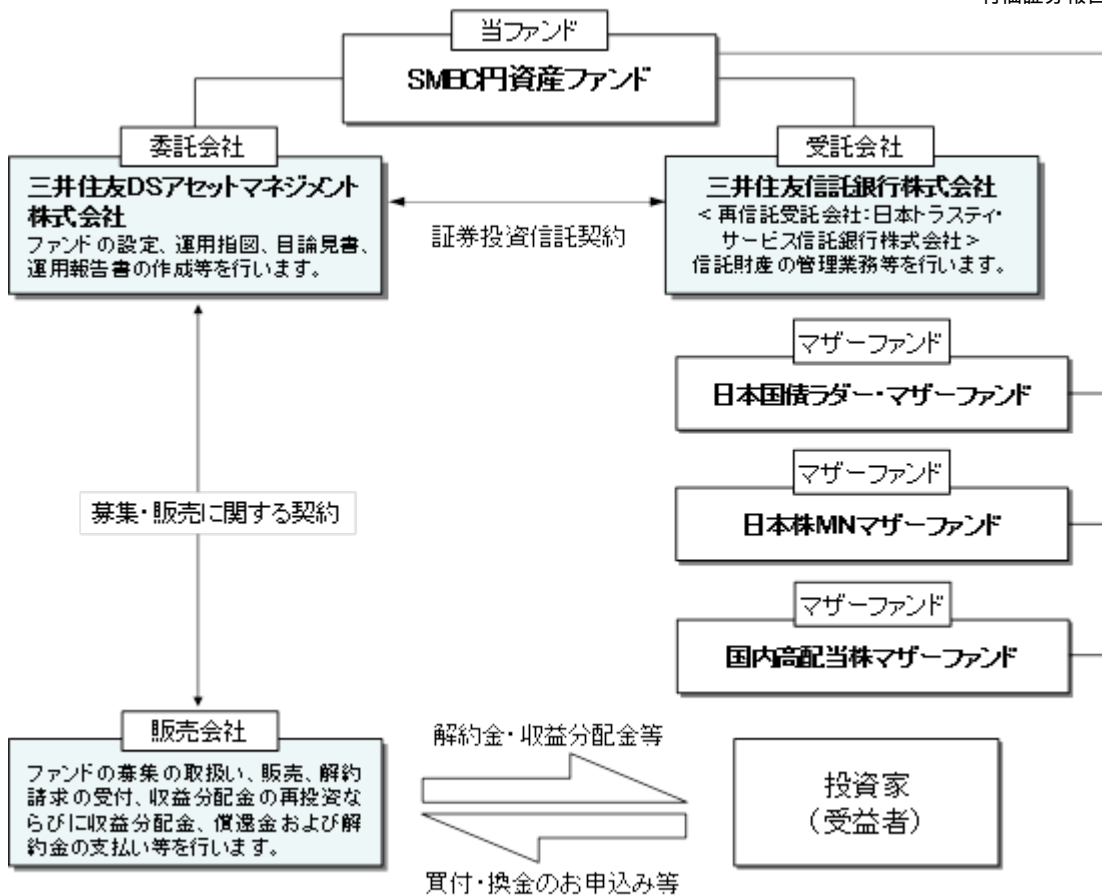 当ファンド
SMBC円資産ファンド
委託会社
三井住友DSアセットマネジメント
株式会社
ファンドの設定、運用指図、目論見書、
運用報告書の作成等を行います。
証券投資信託契約
受託会社
三井住友信託銀行株式会社
<再信託受託会社:日本トラスティ・
サービス信託銀行株式会社>
信託財産の管理業務等を行います。
マザーファンド
日本国債ラダー・マザーファンド
マザーファンド
日本株MNマザーファンド
マザーファンド
国内高配当株マザーファンド
募集・販売に関する契約
販売会社
ファンドの募集の取扱い、販売、解約
請求の受付、収益分配金の再投資な
らびに収益分配金、償還金および解
約金の支払い等を行います。
解約金・収益分配金等
買付・換金のお申込み等
投資家
(受益者)